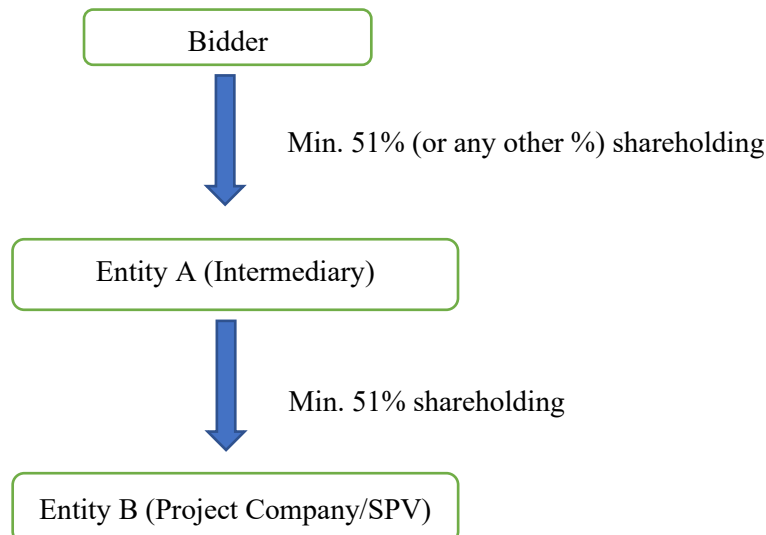 Bidder
Min. 51% (or any other %) shareholding
Entity A (Intermediary)
Min. 51% shareholding
Entity B (Project Company/SPV)